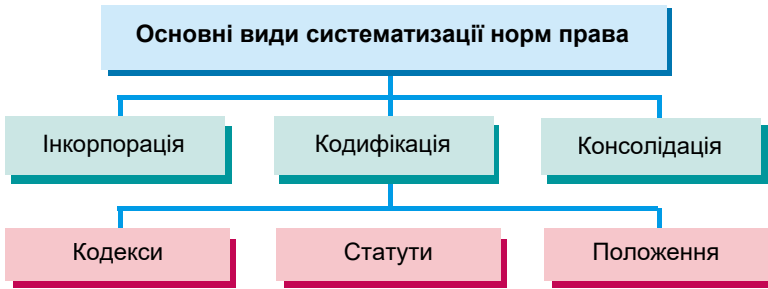 Основні види систематизації норм права
Інкорпорація
Кодифікація
Консолідація
Кодекси
Статути
Положення